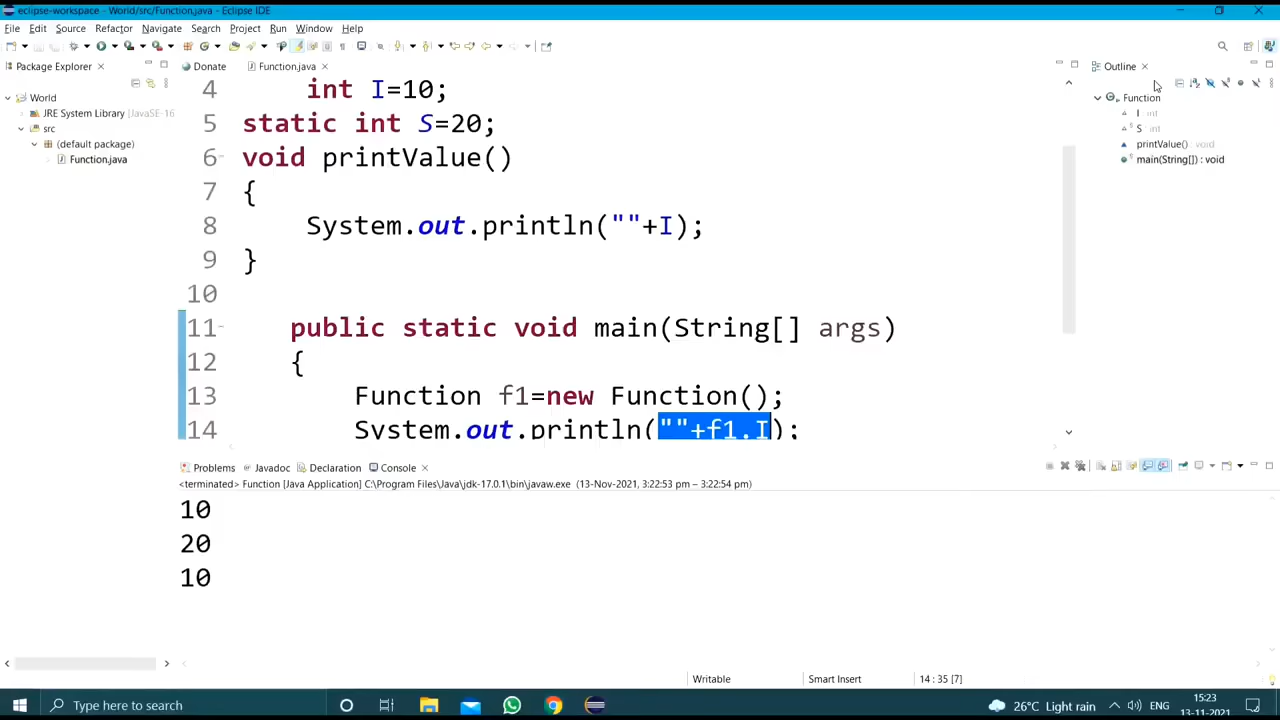 eclipse-workspace - World/src/Function.java - Eclipse IDE
File Edit Source Refactor Navigate Search Project Run Window Help
Package Explorer
Donate
Function.java
Outline
World
JRE System Library [JavaSE-16
src
(default package)
Function.java
4 int I=10;
5 static int S=20;
6 void printValue()
7 {
8 System.out.println(""+I);
9 }
10
11 public static void main(String[] args)
12 {
13 Function f1=new Function();
14 System.out.println(""+f1.I);
Function
I : int
S : int
printValue() : void
main(String[]) : void
Problems Javadoc Declaration Console
<terminated> Function [Java Application] C:\Program Files\Java\jdk-17.0.1\bin\javaw.exe (13-Nov-2021, 3:22:53 pm – 3:22:54 pm)
10
20
10
Writable Smart Insert 14 : 35 [7]
Type here to search
26°C Light rain
ENG
15:23
13-11-2021